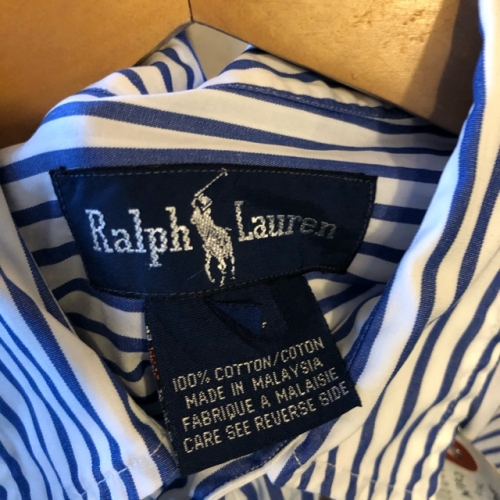 Ralph Lauren
100% COTTON/COTON
MADE IN MALAYSIA
FABRIQUE A MALAISIE
CARE SEE REVERSE SIDE